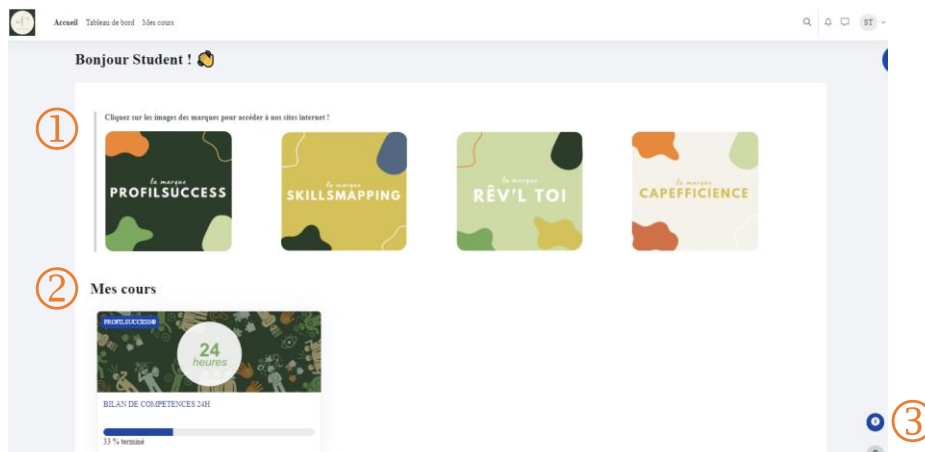 Accueil Tableau de bord Mes cours
ST
Bonjour Student !
①
Cliquez sur les images des marques pour accéder à nos sites internet !
la marque
PROFILSUCCESS
la marque
SKILLSMAPPING
la marque
RÊV'L TOI
la marque
CAPEFFICIENCE
②
Mes cours
PROFILSUCCESS®
24
heures
BILAN DE COMPETENCES 24H
33 % terminé
③